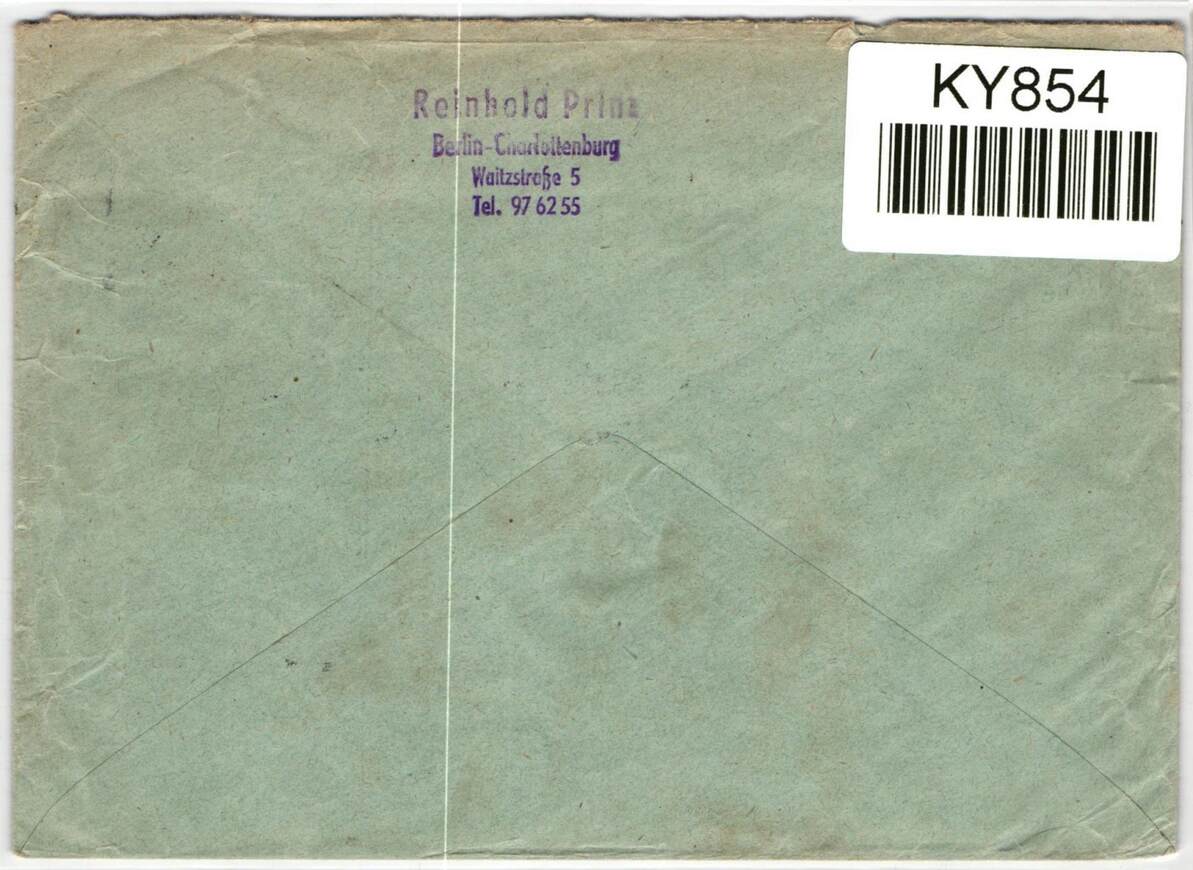 Reinhold Prinz
Berlin-Charlottenburg
Waitzstraße 5
Tel. 97 62 55
KY854